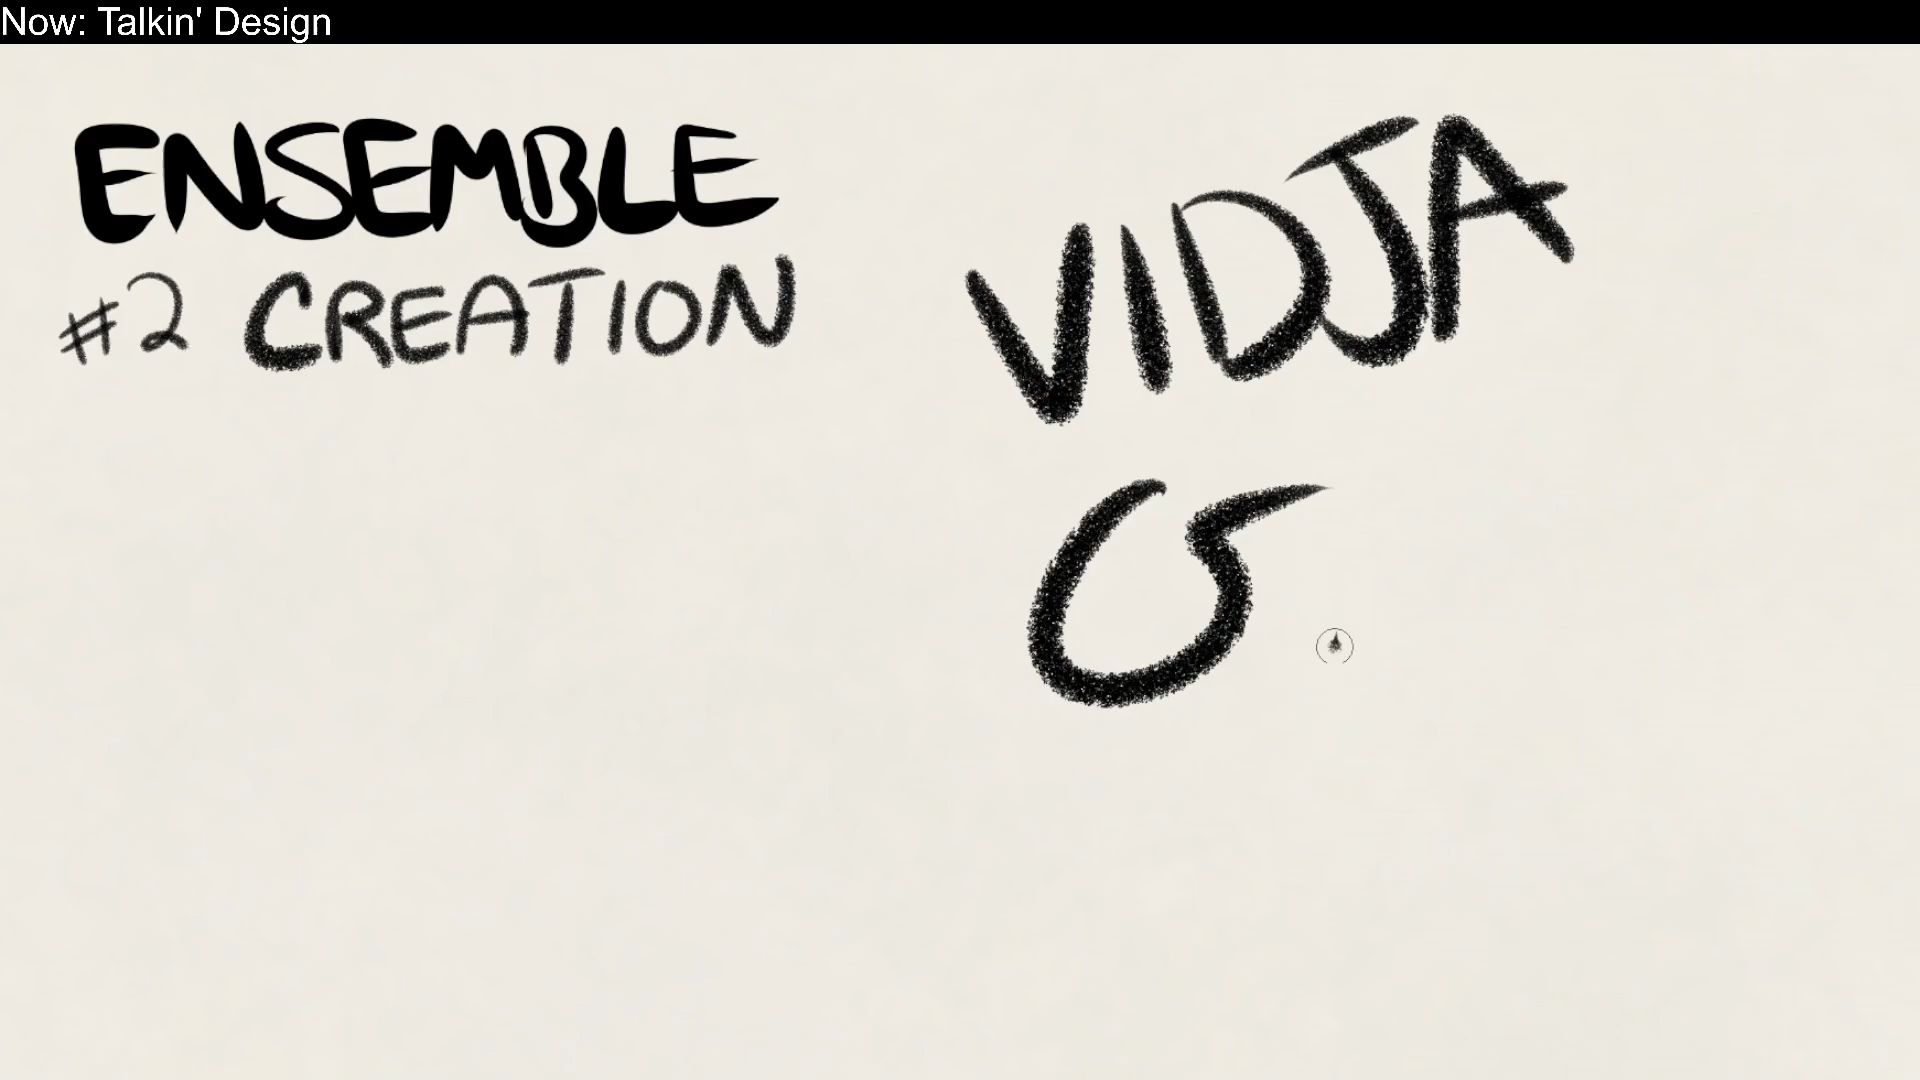 Now: Talkin' Design
ENSEMBLE
#2 CREATION
VIDJA
G